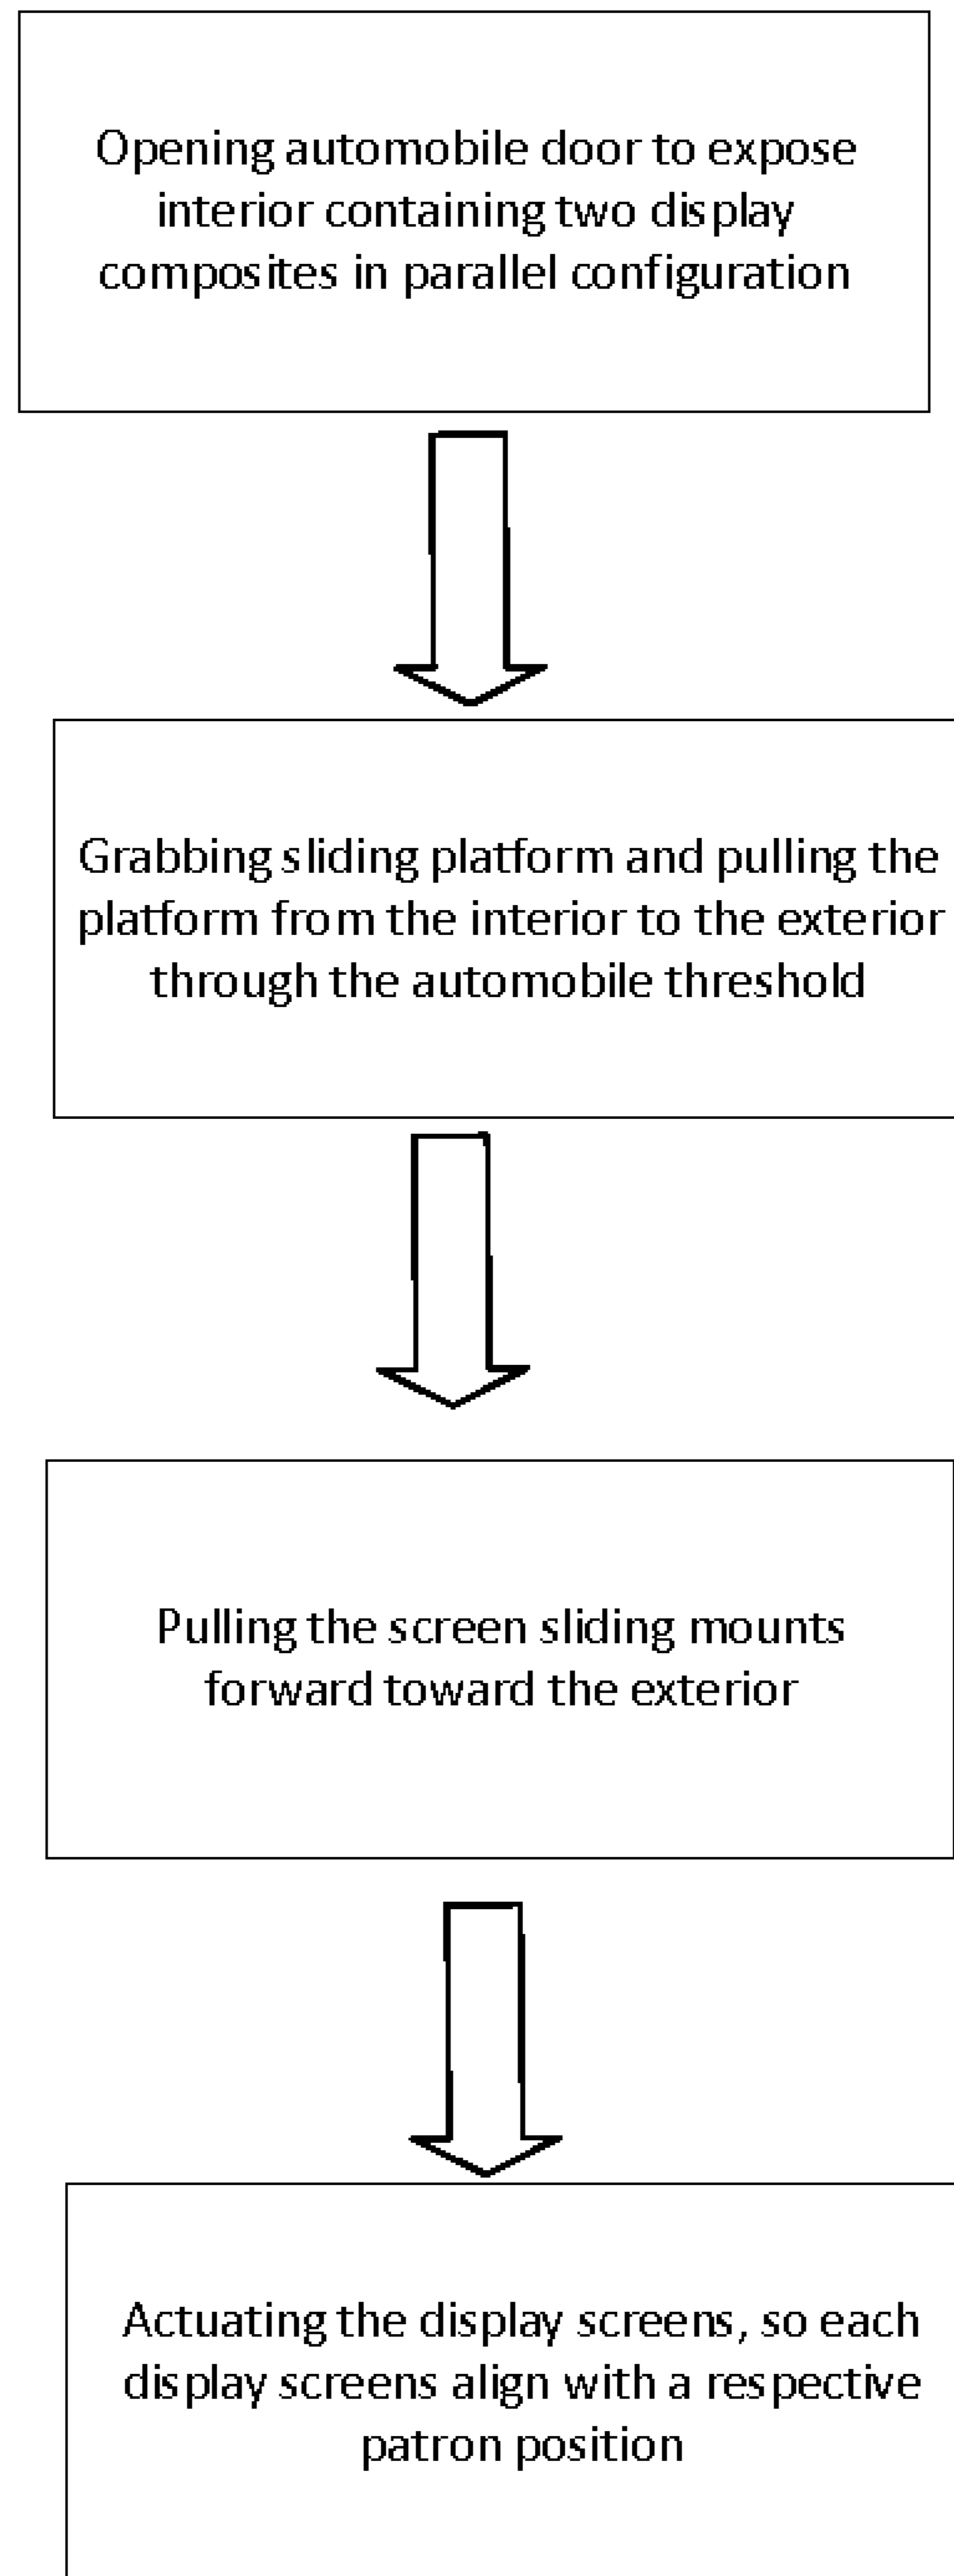 Opening automobile door to expose
interior containing two display
composites in parallel configuration
Grabbing sliding platform and pulling the
platform from the interior to the exterior
through the automobile threshold
Pulling the screen sliding mounts
forward toward the exterior
Actuating the display screens, so each
display screens align with a respective
patron position